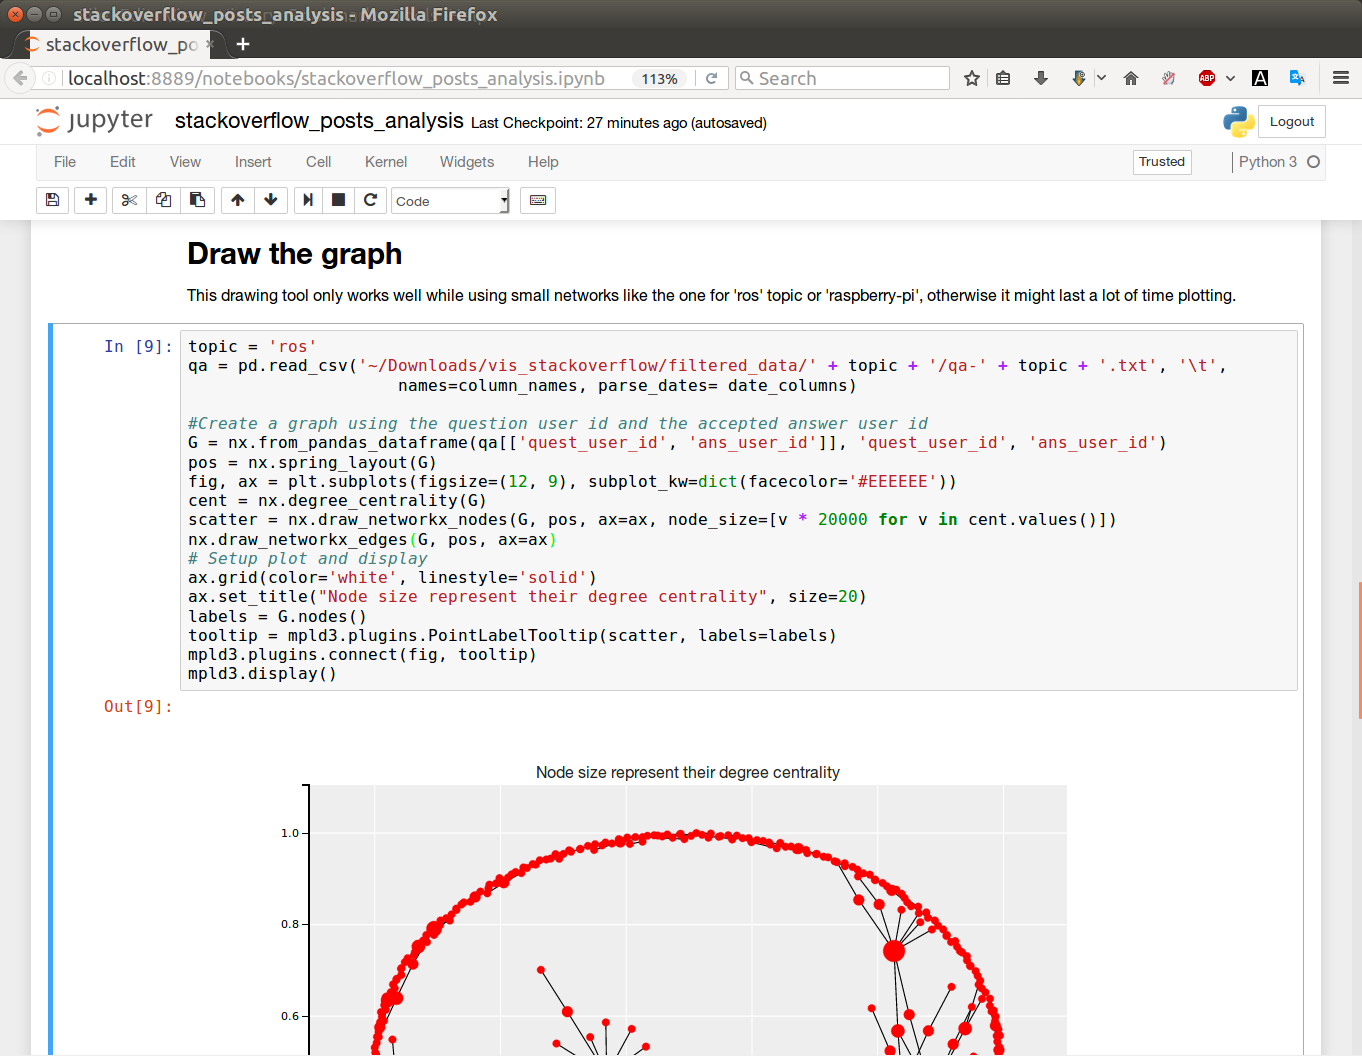 stackoverflow_posts_analysis - Mozilla Firefox
stackoverflow_po
localhost:8889/notebooks/stackoverflow_posts_analysis.ipynb
113%
Search
ABP
A
jupyter
stackoverflow_posts_analysis Last Checkpoint: 27 minutes ago (autosaved)
Logout
File Edit View Insert Cell Kernel Widgets Help
Trusted
Python 3
Code
Draw the graph
This drawing tool only works well while using small networks like the one for 'ros' topic or 'raspberry-pi', otherwise it might last a lot of time plotting.
In [9]:
topic = 'ros'
qa = pd.read_csv('~/Downloads/vis_stackoverflow/filtered_data/' + topic + '/qa-' + topic + '.txt', '\t',
names=column_names, parse_dates= date_columns)
#Create a graph using the question user id and the accepted answer user id
G = nx.from_pandas_dataframe(qa[['quest_user_id', 'ans_user_id']], 'quest_user_id', 'ans_user_id')
pos = nx.spring_layout(G)
fig, ax = plt.subplots(figsize=(12, 9), subplot_kw=dict(facecolor='#EEEEEE'))
cent = nx.degree_centrality(G)
scatter = nx.draw_networkx_nodes(G, pos, ax=ax, node_size=[v * 20000 for v in cent.values()])
nx.draw_networkx_edges(G, pos, ax=ax)
# Setup plot and display
ax.grid(color='white', linestyle='solid')
ax.set_title("Node size represent their degree centrality", size=20)
labels = G.nodes()
tooltip = mpld3.plugins.PointLabelTooltip(scatter, labels=labels)
mpld3.plugins.connect(fig, tooltip)
mpld3.display()
Out[9]:
Node size represent their degree centrality
1.0
0.8
0.6